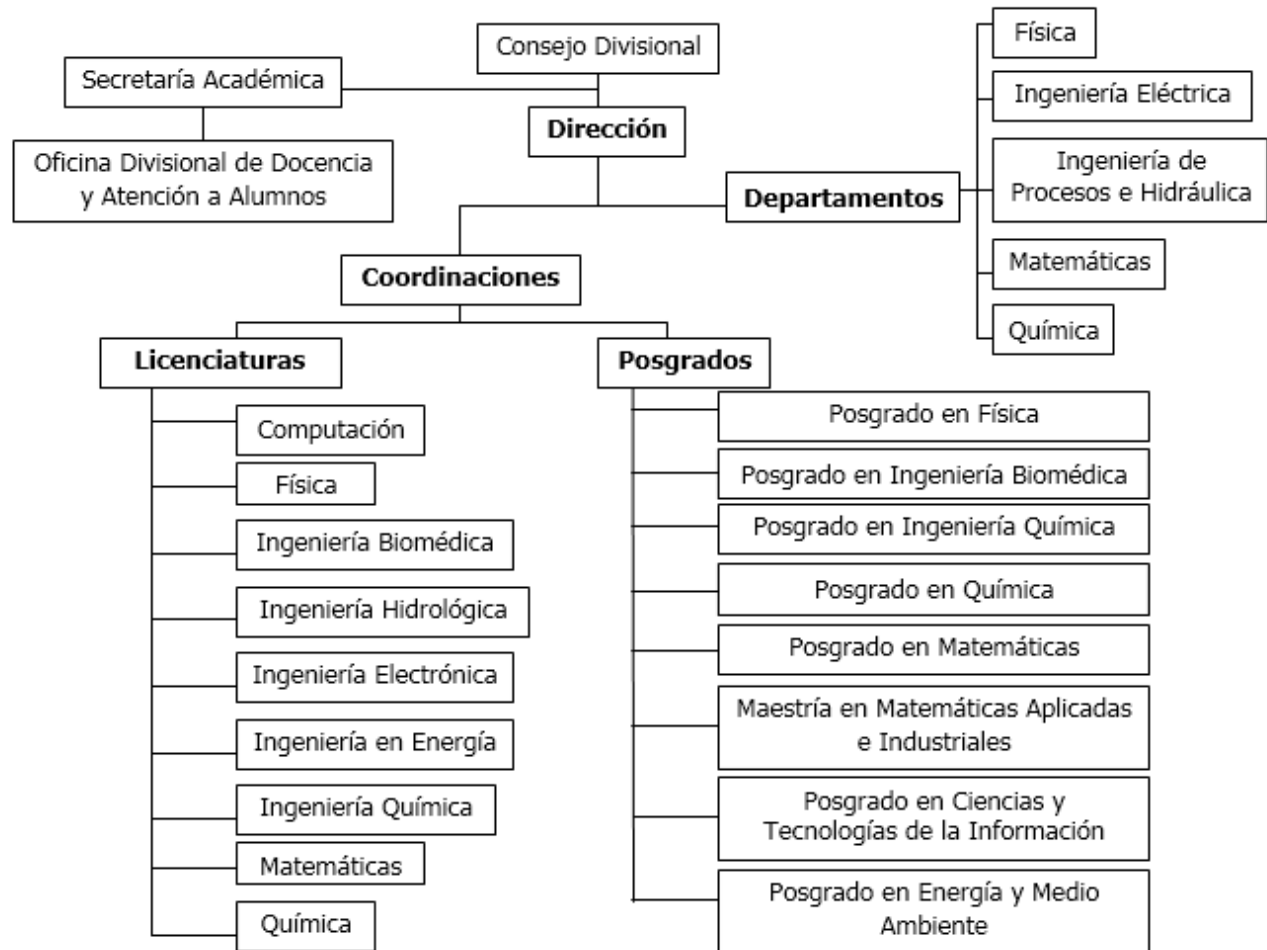 Consejo Divisional
Secretaría Académica
Dirección
Oficina Divisional de Docencia
y Atención a Alumnos
Departamentos
Física
Ingeniería Eléctrica
Ingeniería de
Procesos e Hidráulica
Matemáticas
Química
Coordinaciones
Licenciaturas
Computación
Física
Ingeniería Biomédica
Ingeniería Hidrológica
Ingeniería Electrónica
Ingeniería en Energía
Ingeniería Química
Matemáticas
Química
Posgrados
Posgrado en Física
Posgrado en Ingeniería Biomédica
Posgrado en Ingeniería Química
Posgrado en Química
Posgrado en Matemáticas
Maestría en Matemáticas Aplicadas
e Industriales
Posgrado en Ciencias y
Tecnologías de la Información
Posgrado en Energía y Medio
Ambiente